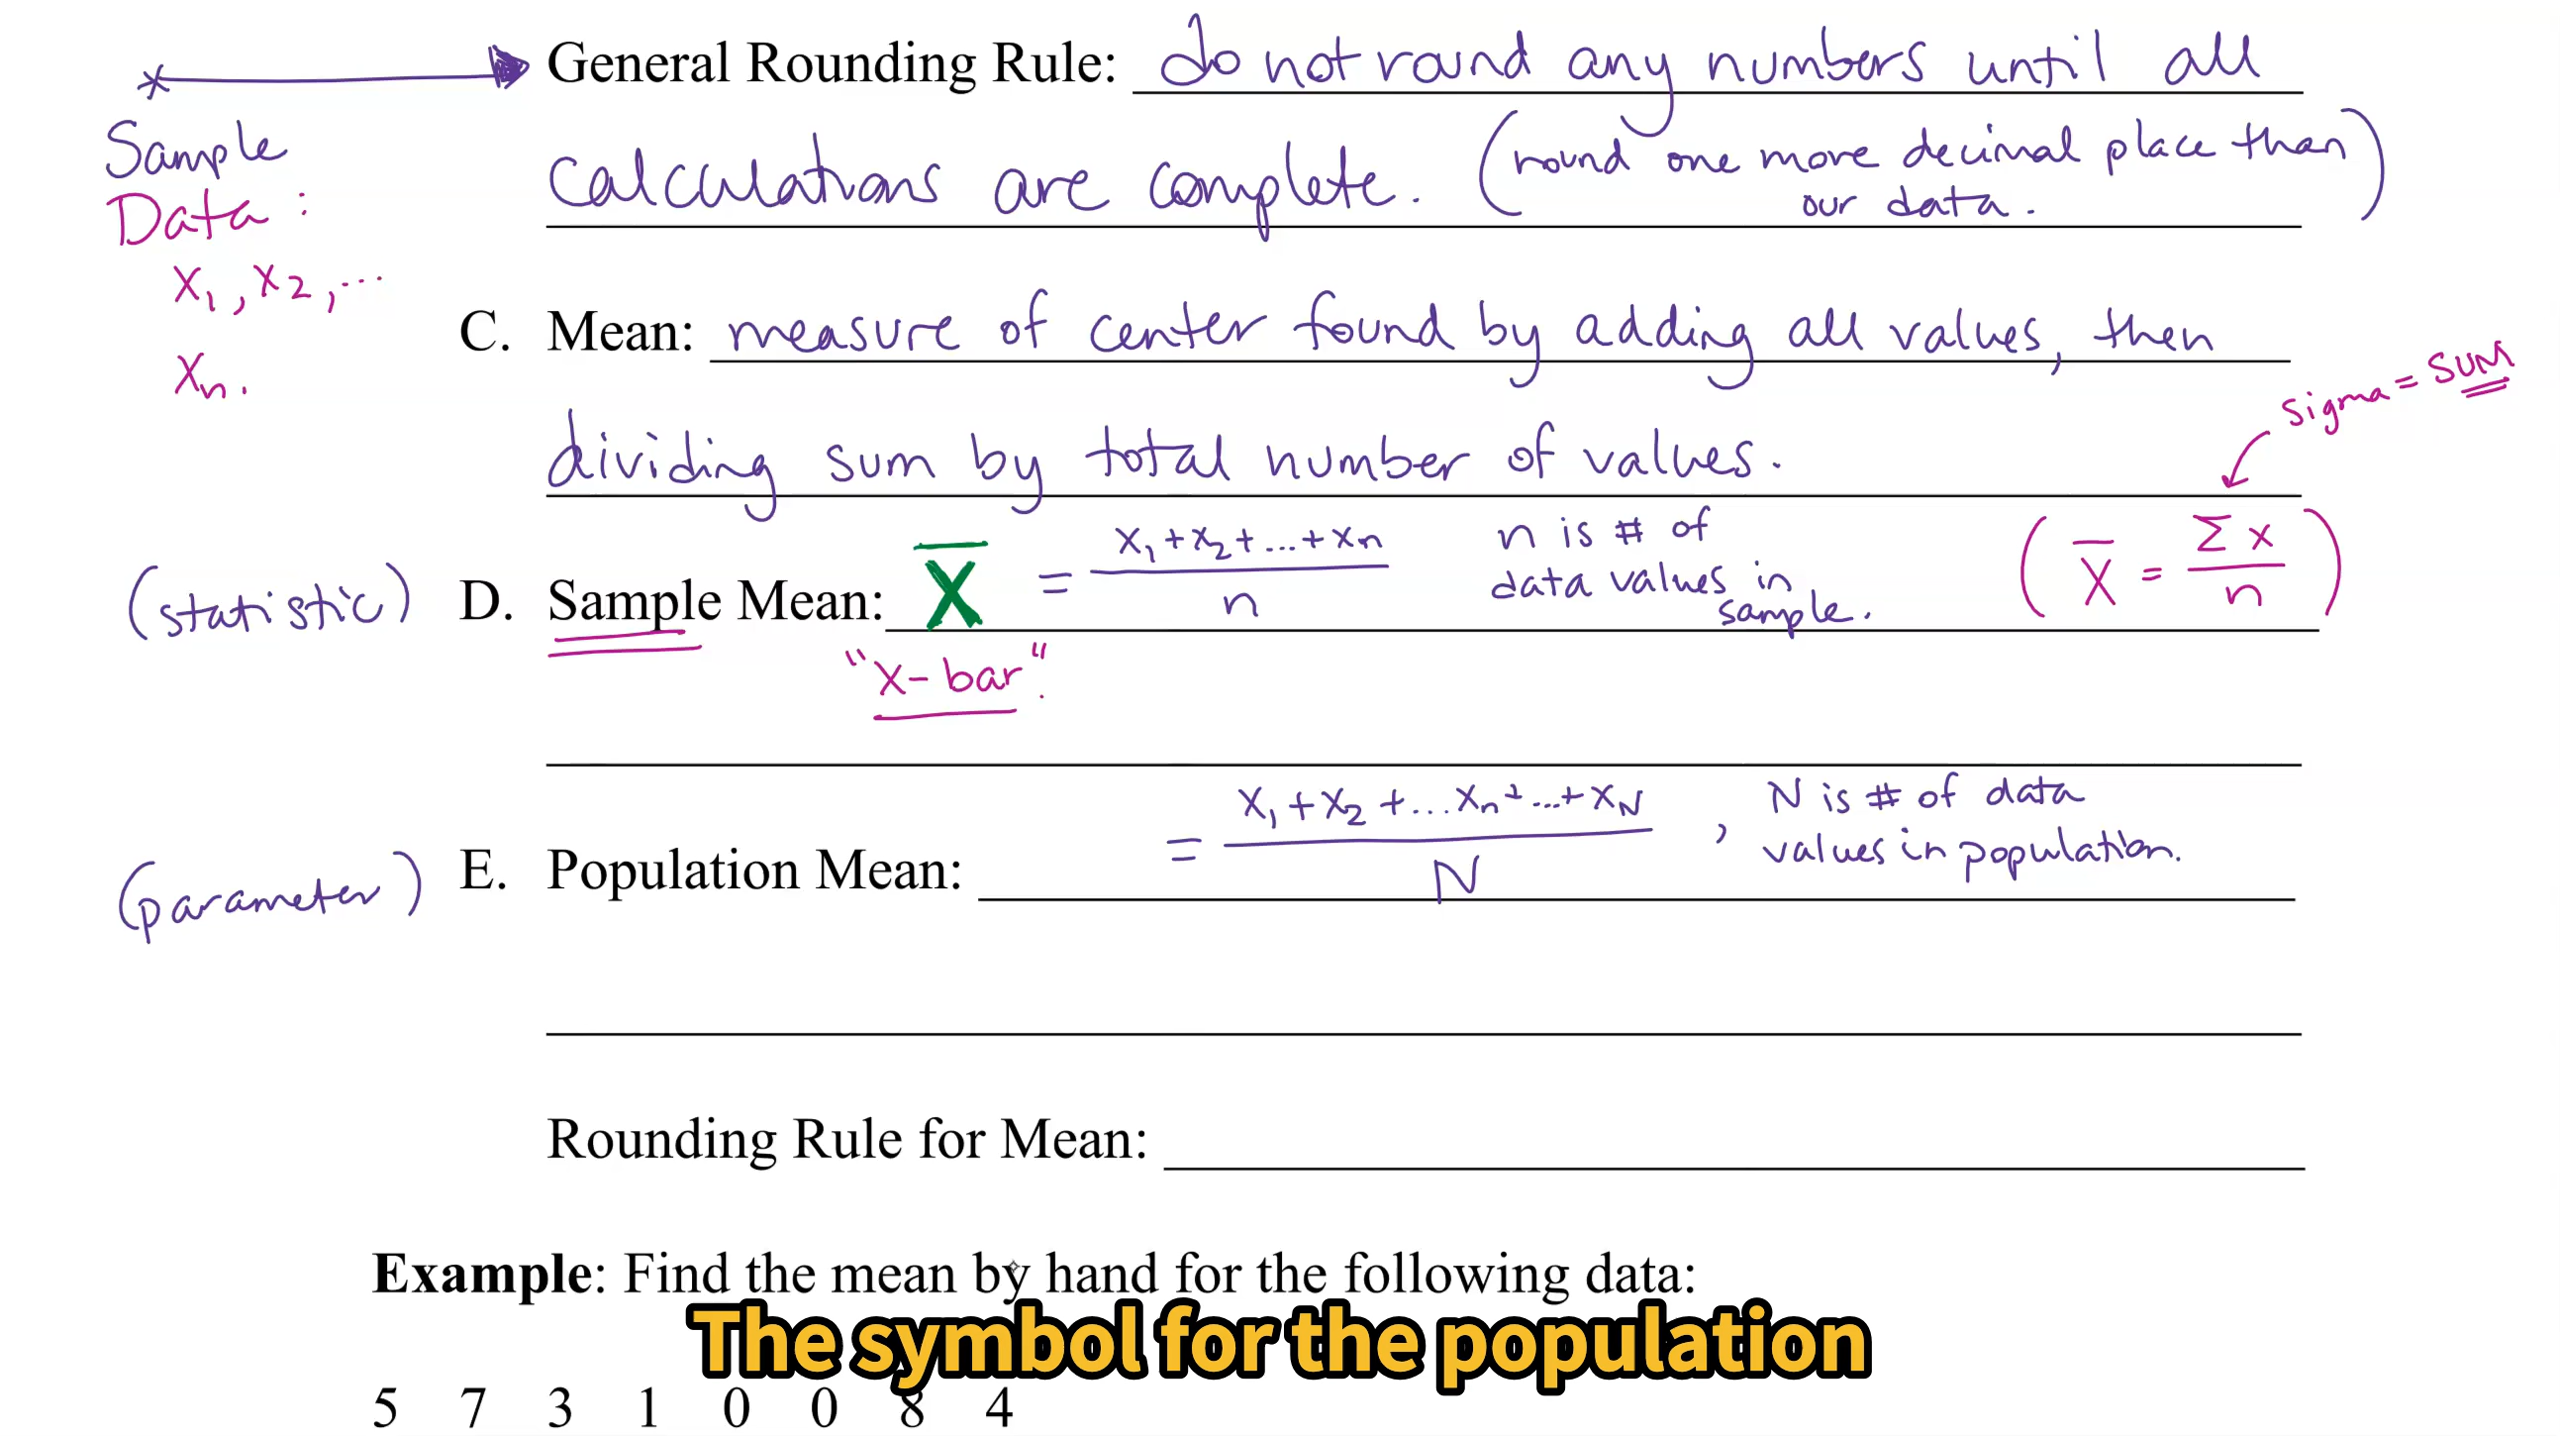 General Rounding Rule: do not round any numbers until all
Sample
Data:
x₁, x₂, ...
xₙ.
calculations are complete. (round one more decimal place than our data.)
C. Mean: measure of center found by adding all values, then
dividing sum by total number of values.
sigma = SUM
(statistic) D. Sample Mean: x̄ = (x₁+x₂+...+xₙ)/n n is # of data values in sample. (x̄ = Σx/n)
"x-bar".
(parameter) E. Population Mean: = (x₁+x₂+...xₙ+...+x_N)/N , N is # of data values in population.
Rounding Rule for Mean:
Example: Find the mean by hand for the following data:
The symbol for the population
5 7 3 1 0 0 8 4